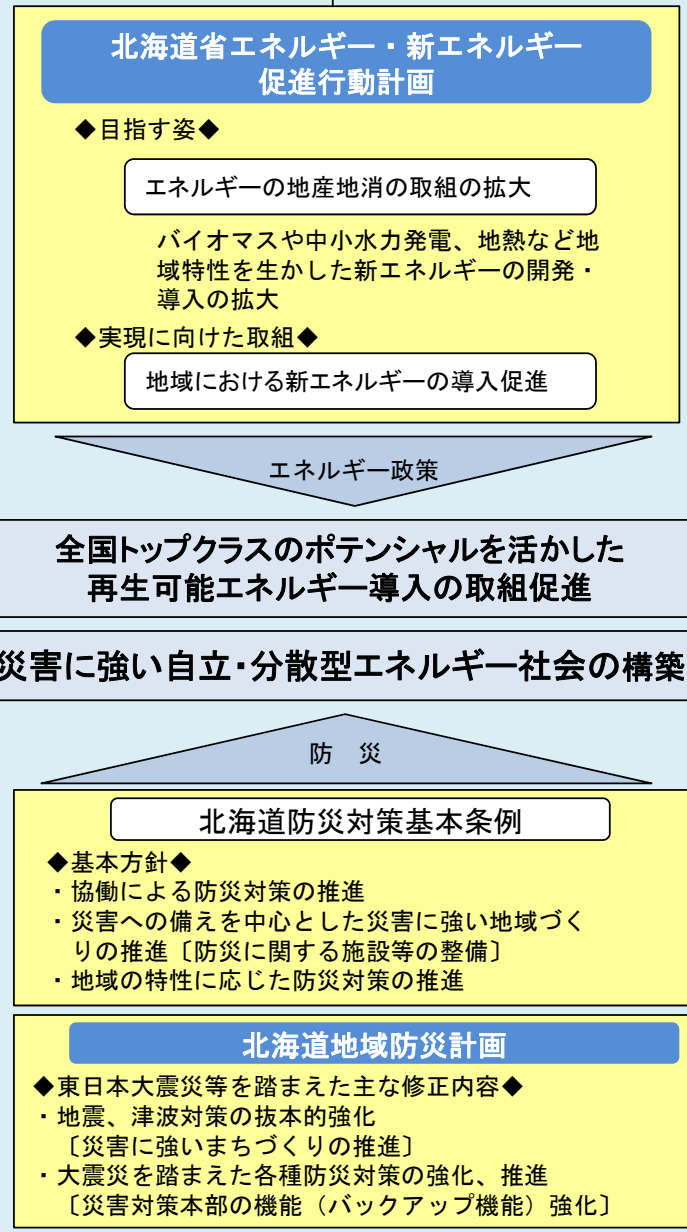 北海道省エネルギー・新エネルギー
促進行動計画
◆目指す姿◆
エネルギーの地産地消の取組の拡大
バイオマスや中小水力発電、地熱など地
域特性を生かした新エネルギーの開発・
導入の拡大
◆実現に向けた取組◆
地域における新エネルギーの導入促進
エネルギー政策
全国トップクラスのポテンシャルを活かした
再生可能エネルギー導入の取組促進
災害に強い自立・分散型エネルギー社会の構築
防　災
北海道防災対策基本条例
◆基本方針◆
・協働による防災対策の推進
・災害への備えを中心とした災害に強い地域づく
りの推進〔防災に関する施設等の整備〕
・地域の特性に応じた防災対策の推進
北海道地域防災計画
◆東日本大震災等を踏まえた主な修正内容◆
・地震、津波対策の抜本的強化
〔災害に強いまちづくりの推進〕
・大震災を踏まえた各種防災対策の強化、推進
〔災害対策本部の機能（バックアップ機能）強化〕